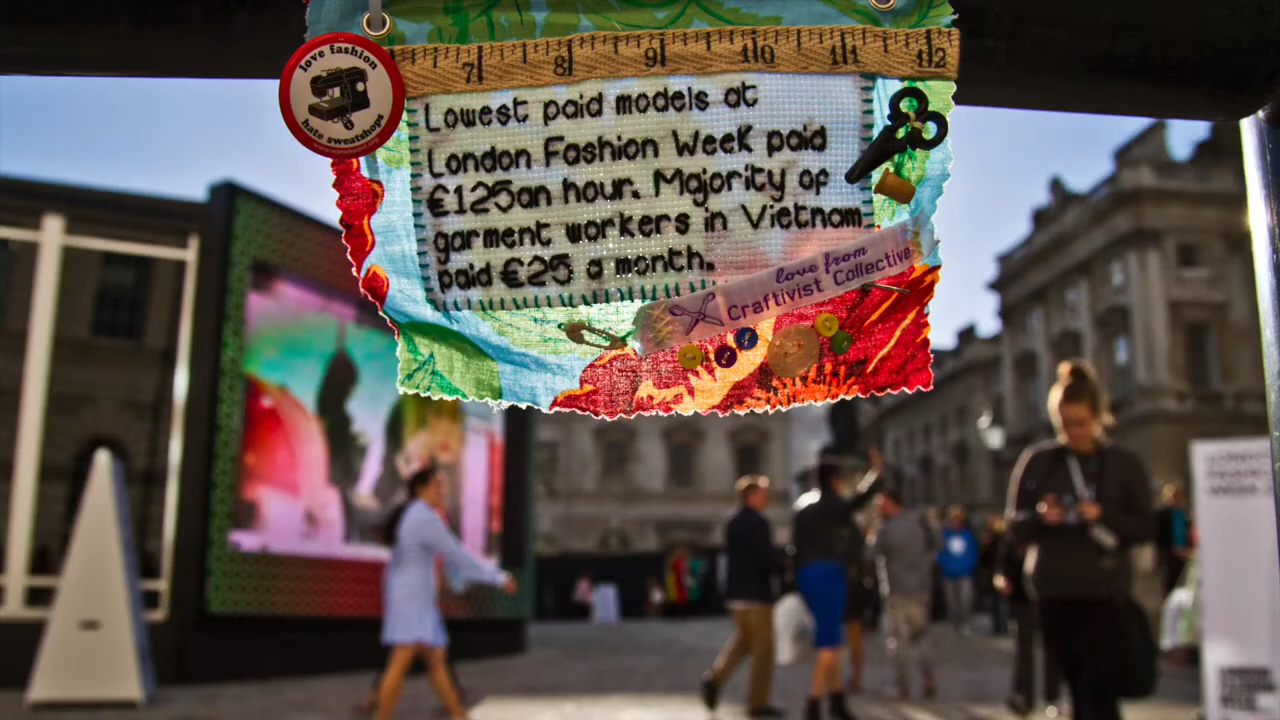 7 8 9 10 11 12
love fashion
hate sweatshops
Lowest paid models at
London Fashion Week paid
€125an hour. Majority of
garment workers in Vietnam
paid €25 a month.
love from
Craftivist Collective